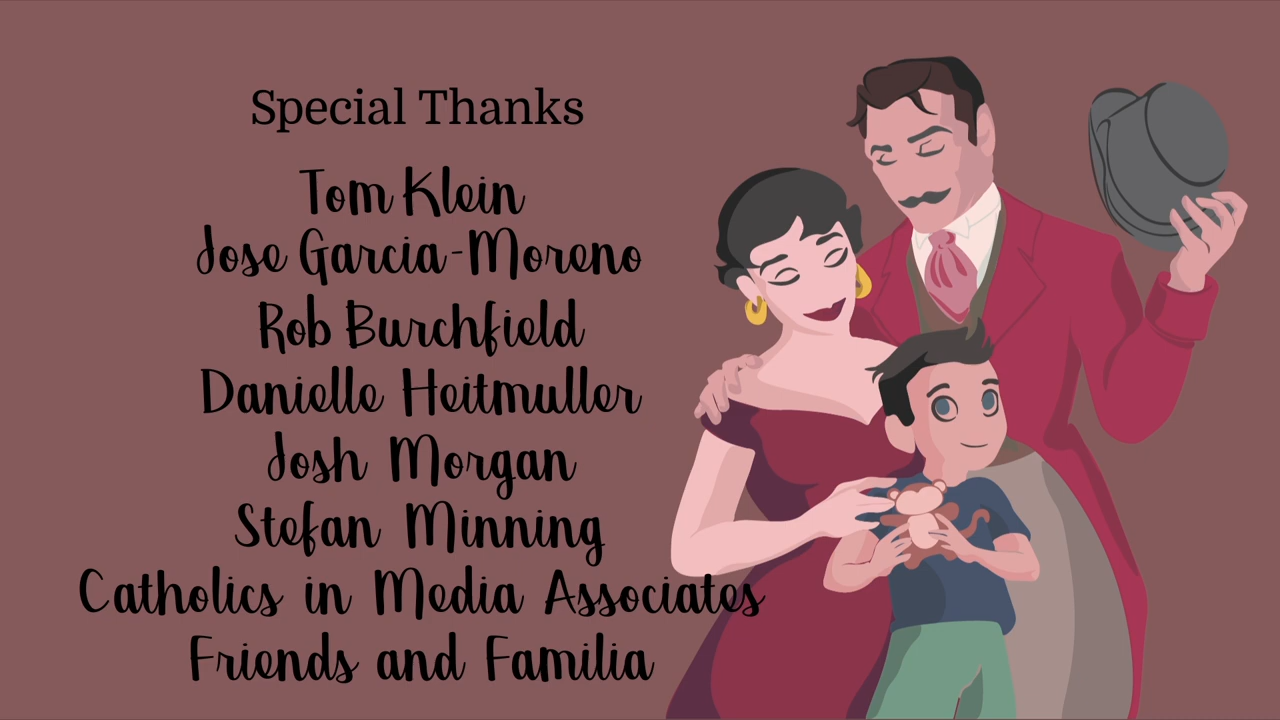 Special Thanks
Tom Klein
Jose Garcia-Moreno
Rob Burchfield
Danielle Heitmuller
Josh Morgan
Stefan Minning
Catholics in Media Associates
Friends and Familia